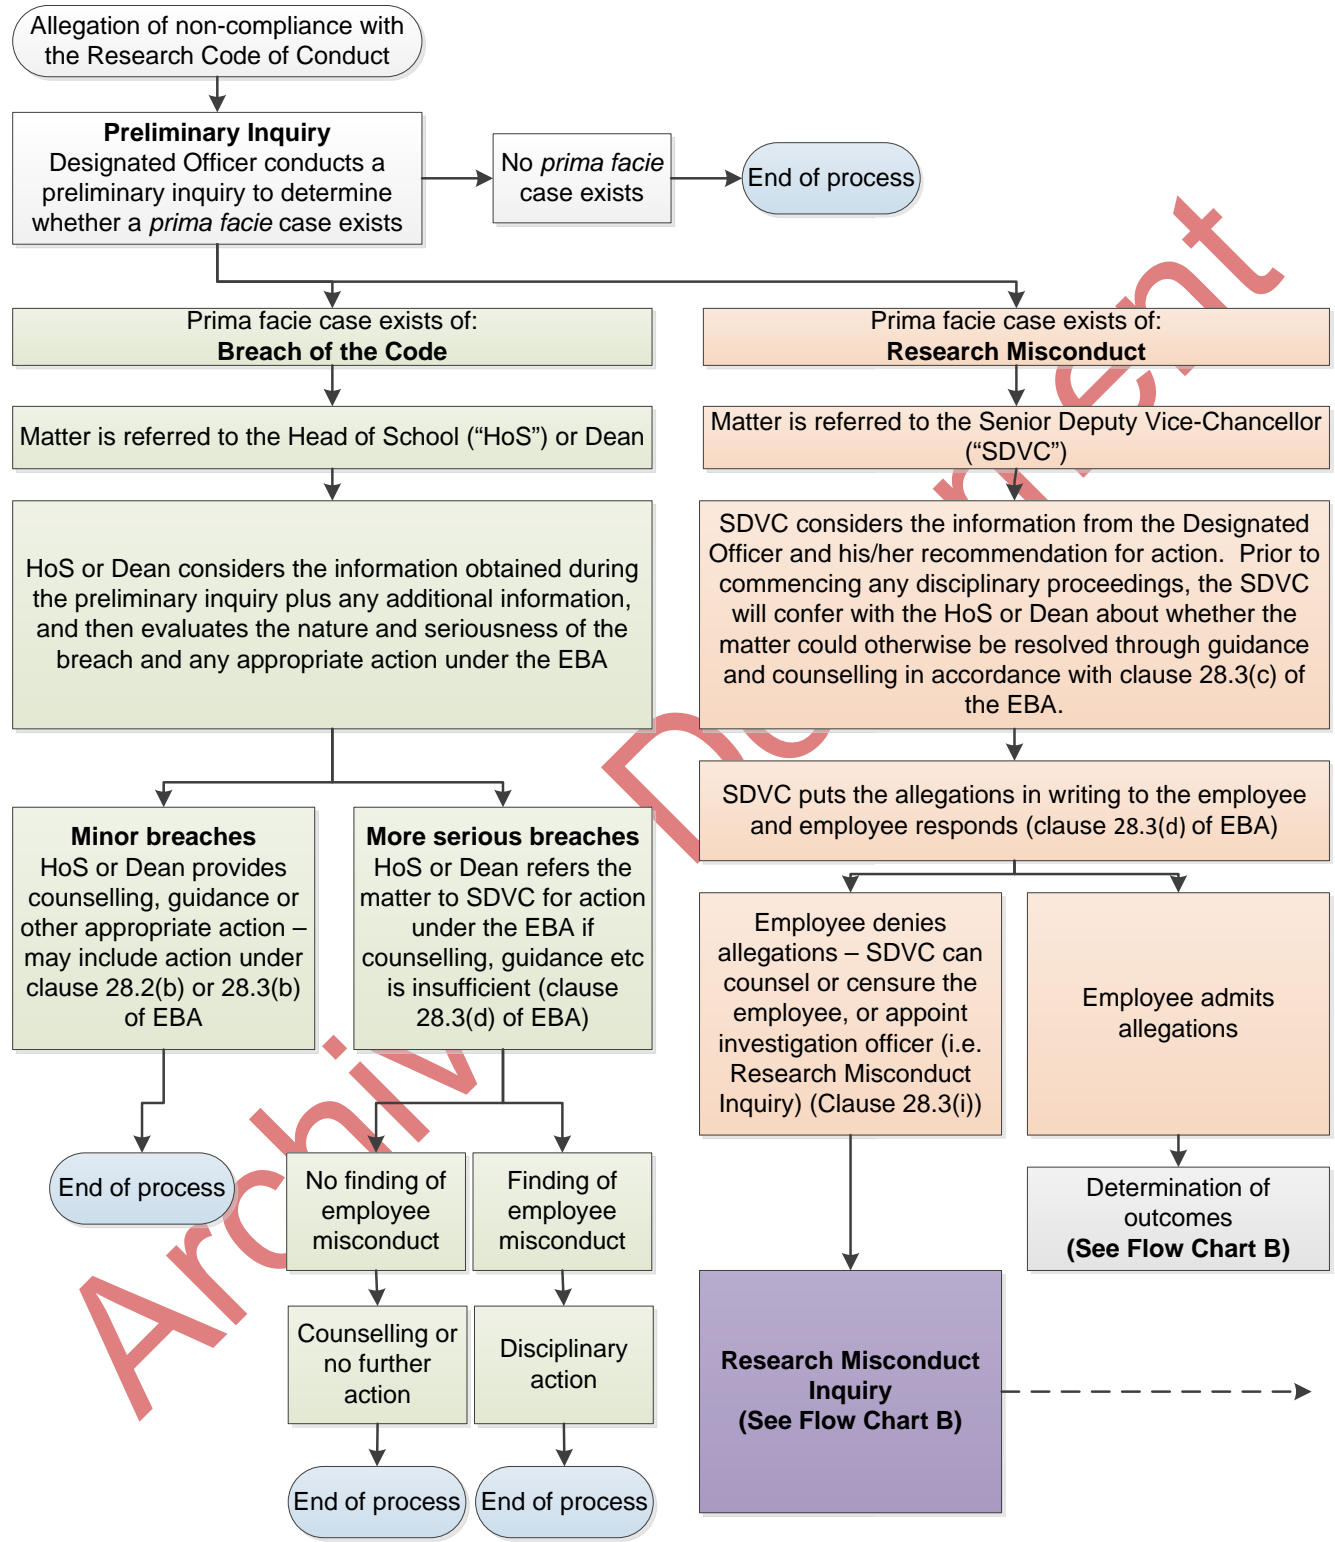 Allegation of non-compliance with
the Research Code of Conduct
Preliminary Inquiry
Designated Officer conducts a
preliminary inquiry to determine
whether a prima facie case exists
No prima facie
case exists
End of process
Prima facie case exists of:
Breach of the Code
Matter is referred to the Head of School (“HoS”) or Dean
HoS or Dean considers the information obtained during
the preliminary inquiry plus any additional information,
and then evaluates the nature and seriousness of the
breach and any appropriate action under the EBA
Minor breaches
HoS or Dean provides
counselling, guidance or
other appropriate action –
may include action under
clause 28.2(b) or 28.3(b)
of EBA
End of process
More serious breaches
HoS or Dean refers the
matter to SDVC for action
under the EBA if
counselling, guidance etc
is insufficient (clause
28.3(d) of EBA)
No finding of
employee
misconduct
Counselling or
no further
action
End of process
Finding of
employee
misconduct
Disciplinary
action
End of process
Prima facie case exists of:
Research Misconduct
Matter is referred to the Senior Deputy Vice-Chancellor
(“SDVC”)
SDVC considers the information from the Designated
Officer and his/her recommendation for action.  Prior to
commencing any disciplinary proceedings, the SDVC
will confer with the HoS or Dean about whether the
matter could otherwise be resolved through guidance
and counselling in accordance with clause 28.3(c) of
the EBA.
SDVC puts the allegations in writing to the employee
and employee responds (clause 28.3(d) of EBA)
Employee denies
allegations – SDVC can
counsel or censure the
employee, or appoint
investigation officer (i.e.
Research Misconduct
Inquiry) (Clause 28.3(i))
Research Misconduct
Inquiry
(See Flow Chart B)
Employee admits
allegations
Determination of
outcomes
(See Flow Chart B)